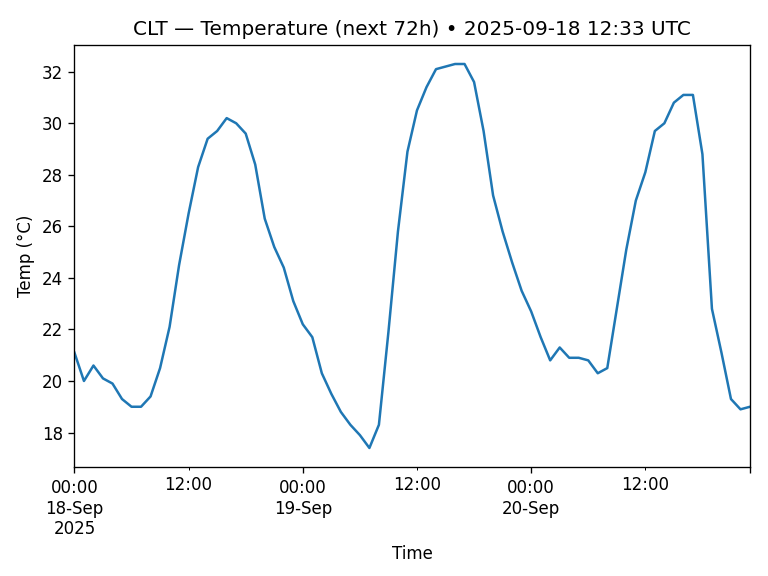 CLT — Temperature (next 72h) • 2025-09-18 12:33 UTC
32
30
28
26
24
22
20
18
Temp (°C)
00:00 12:00 00:00 12:00 00:00 12:00
18-Sep 19-Sep 20-Sep
2025
Time